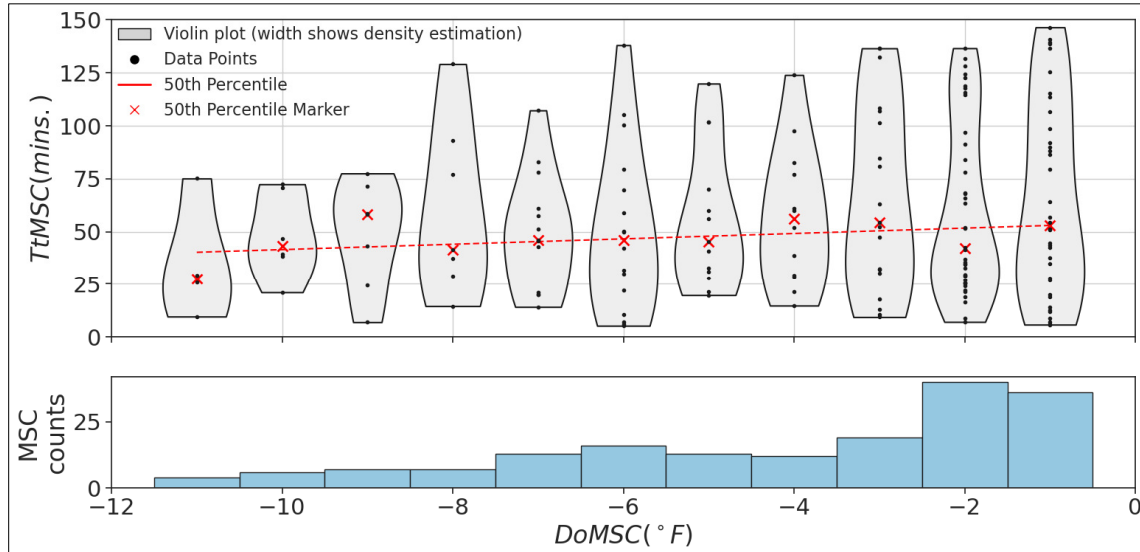 150
125
100
75
50
25
0
TtMSC(mins.)
Violin plot (width shows density estimation)
Data Points
50th Percentile
50th Percentile Marker
MSC
counts
25
0
−12
−10
−8
−6
−4
−2
0
DoMSC(°F)